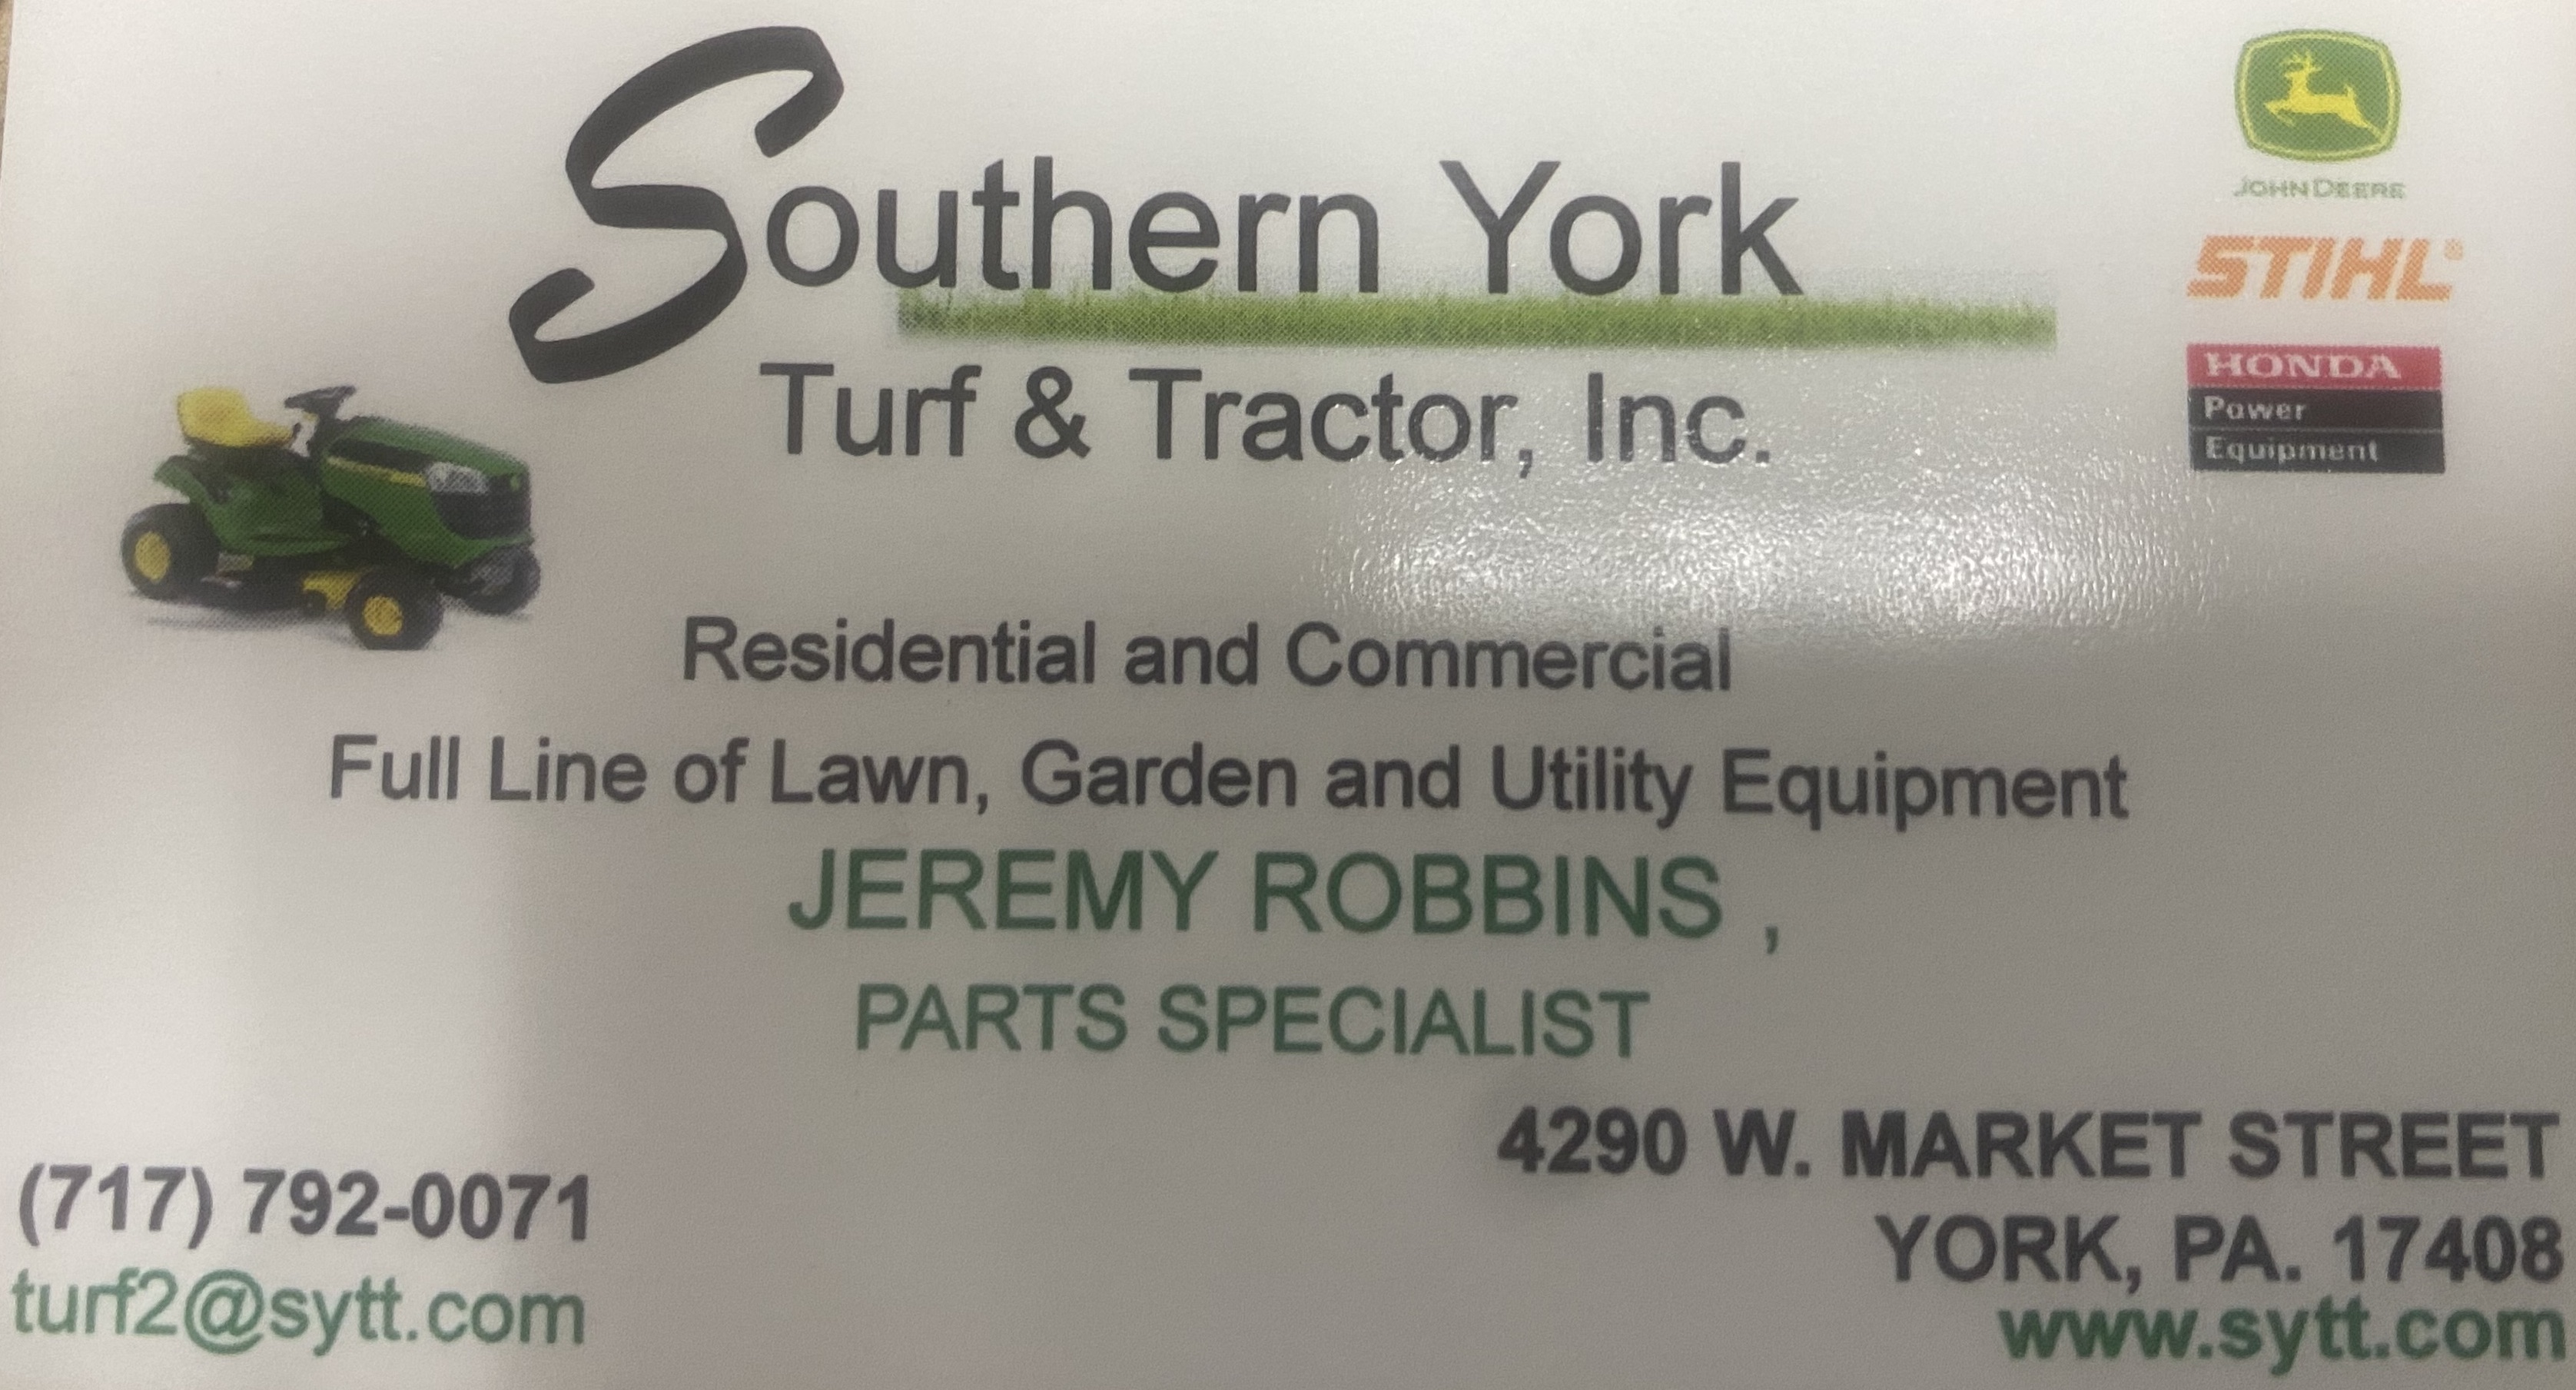 Southern York
Turf & Tractor, Inc.
JOHN DEERE
STIHL®
HONDA
Power
Equipment
Residential and Commercial
Full Line of Lawn, Garden and Utility Equipment
JEREMY ROBBINS ,
PARTS SPECIALIST
(717) 792-0071
turf2@sytt.com
4290 W. MARKET STREET
YORK, PA. 17408
www.sytt.com